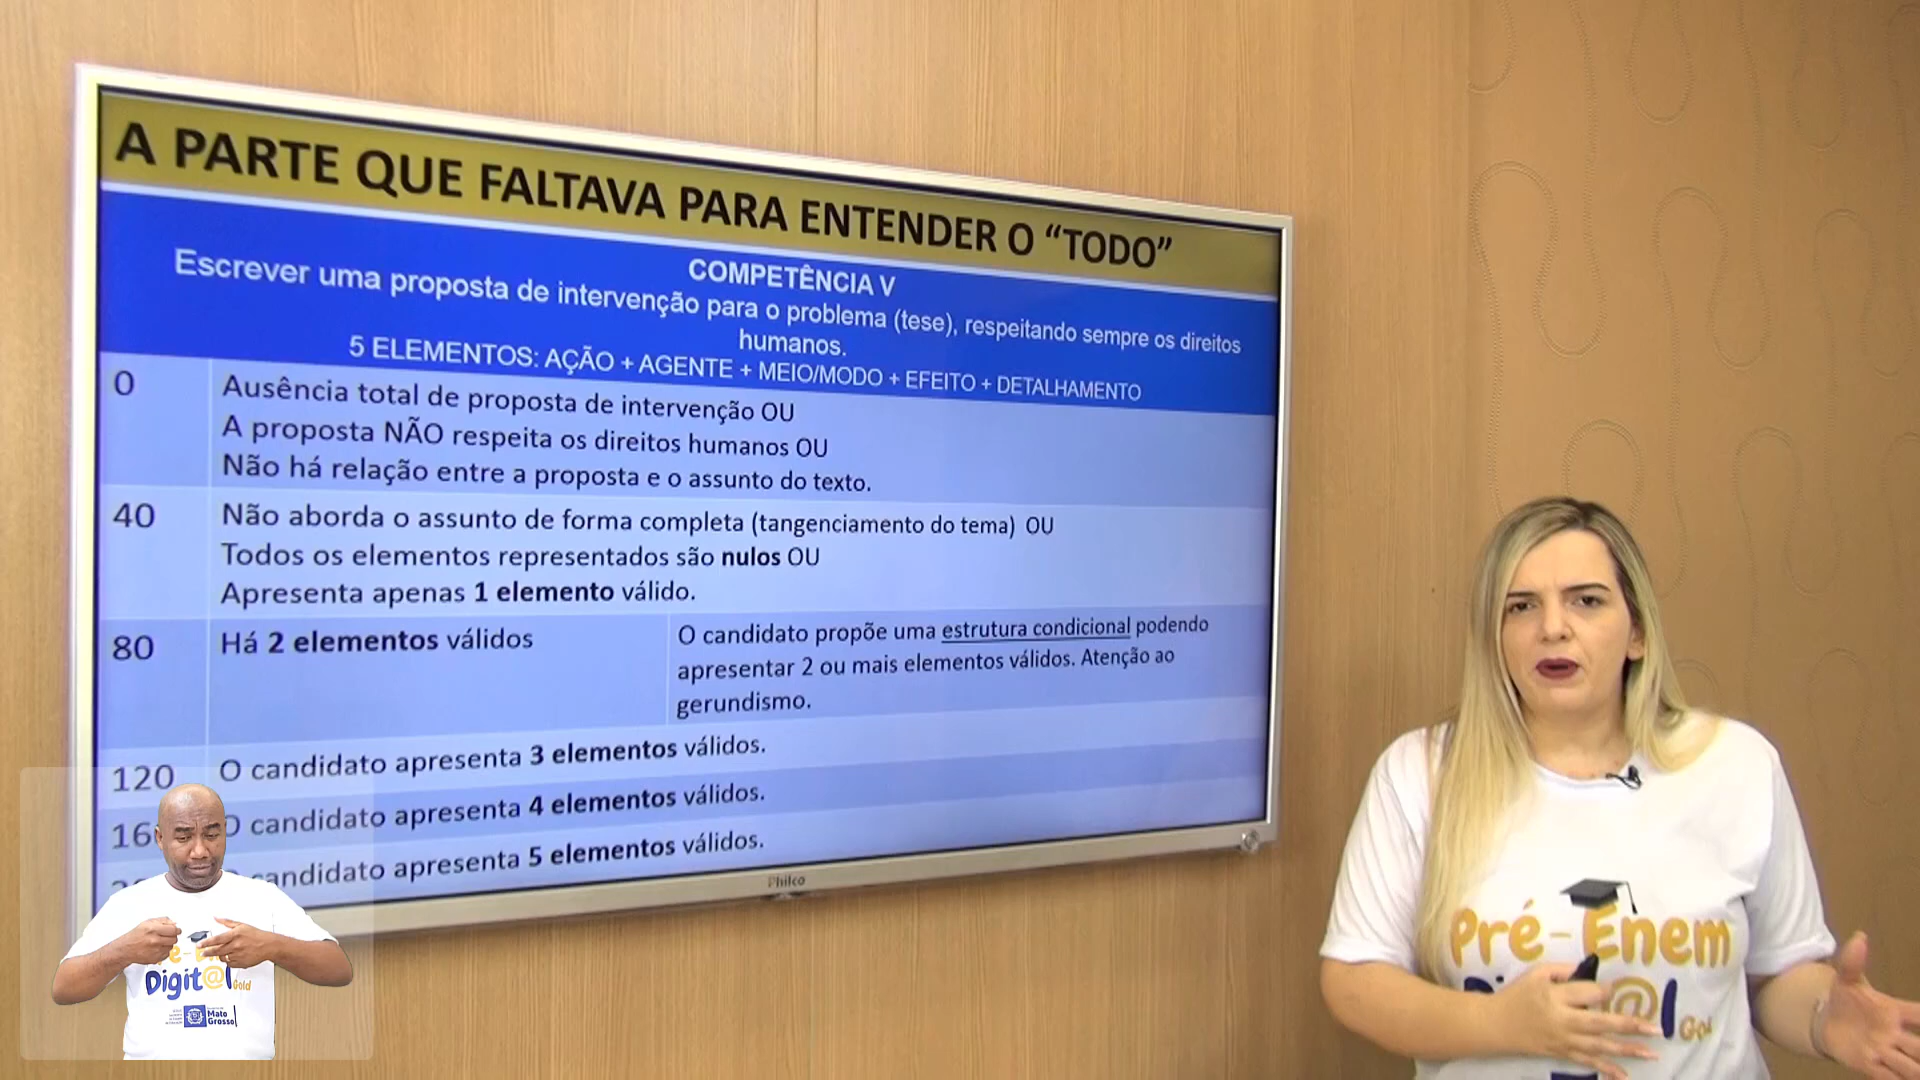 A PARTE QUE FALTAVA PARA ENTENDER O “TODO”
COMPETÊNCIA V
Escrever uma proposta de intervenção para o problema (tese), respeitando sempre os direitos
humanos.
5 ELEMENTOS: AÇÃO + AGENTE + MEIO/MODO + EFEITO + DETALHAMENTO
0
Ausência total de proposta de intervenção OU
A proposta NÃO respeita os direitos humanos OU
Não há relação entre a proposta e o assunto do texto.
40
Não aborda o assunto de forma completa (tangenciamento do tema) OU
Todos os elementos representados são nulos OU
Apresenta apenas 1 elemento válido.
80
Há 2 elementos válidos
O candidato propõe uma estrutura condicional podendo
apresentar 2 ou mais elementos válidos. Atenção ao
gerundismo.
120
O candidato apresenta 3 elementos válidos.
16
O candidato apresenta 4 elementos válidos.
candidato apresenta 5 elementos válidos.
Philco
Pré-Enem
Digit@l
Gold
Mato
Grosso
Pré-Enem
Digit@l
Gol